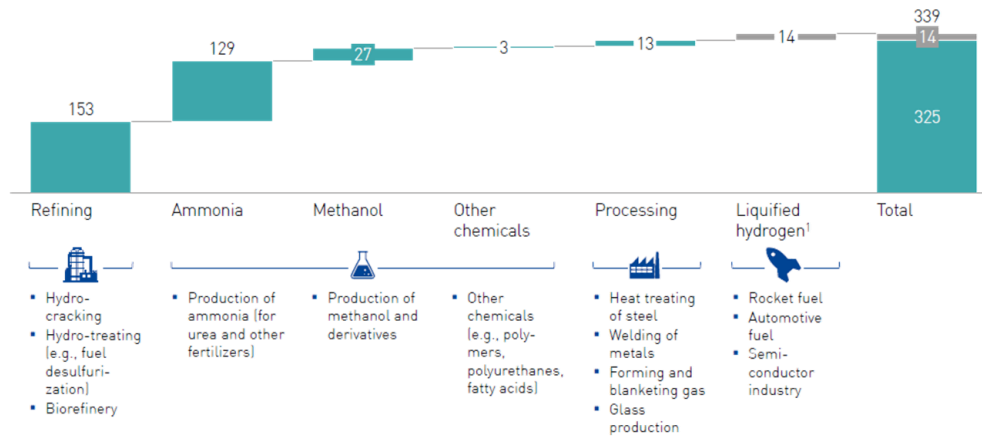 339
153
129
27
3
13
14
14
325
Refining
Ammonia
Methanol
Other
chemicals
Processing
Liquified
hydrogen¹
Total
▪ Hydro-
cracking
▪ Hydro-treating
(e.g., fuel
desulfuri-
zation)
▪ Biorefinery
▪ Production of
ammonia (for
urea and other
fertilizers)
▪ Production of
methanol and
derivatives
▪ Other
chemicals
(e.g., poly-
mers,
polyurethanes,
fatty acids)
▪ Heat treating
of steel
▪ Welding of
metals
▪ Forming and
blanketing gas
▪ Glass
production
▪ Rocket fuel
▪ Automotive
fuel
▪ Semi-
conductor
industry